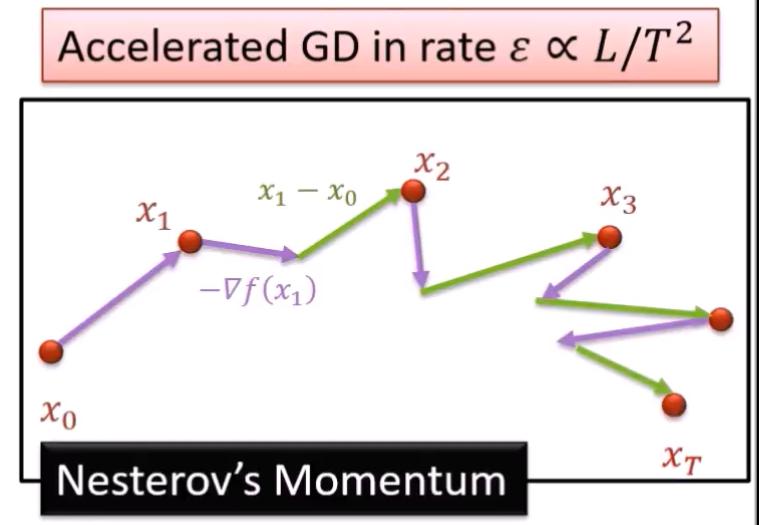 Accelerated GD in rate ε ∝ L/T²
x₂
x₁ − x₀
x₃
x₁
−∇f(x₁)
x₀
x_T
Nesterov's Momentum